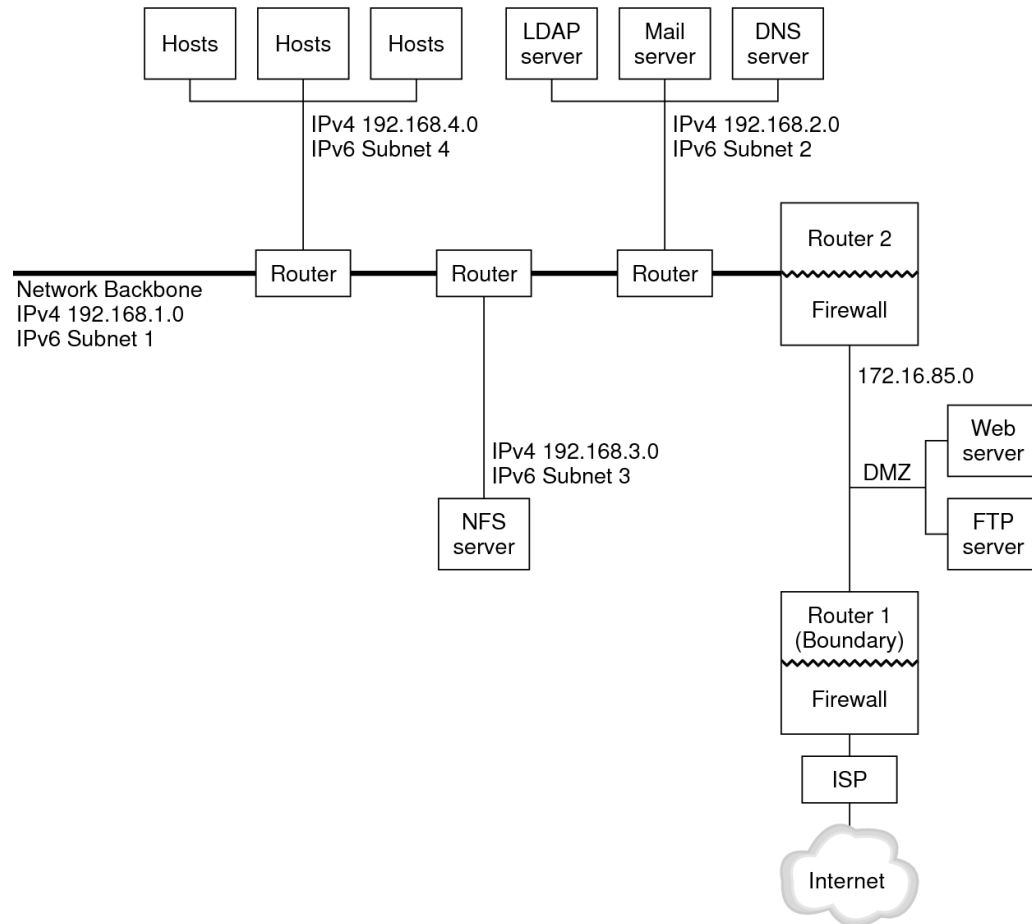 Hosts
Hosts
Hosts
LDAP
server
Mail
server
DNS
server
IPv4 192.168.4.0
IPv6 Subnet 4
IPv4 192.168.2.0
IPv6 Subnet 2
Router 2
Firewall
Router
Router
Router
Network Backbone
IPv4 192.168.1.0
IPv6 Subnet 1
172.16.85.0
Web
server
DMZ
FTP
server
IPv4 192.168.3.0
IPv6 Subnet 3
NFS
server
Router 1
(Boundary)
Firewall
ISP
Internet